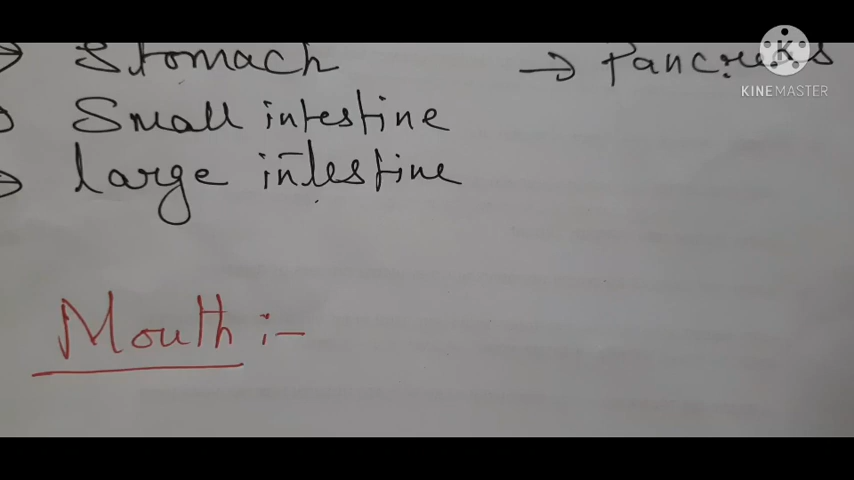 → Stomach → Pancreas
→ Small intestine
→ large intestine
Mouth :-
K
KINEMASTER